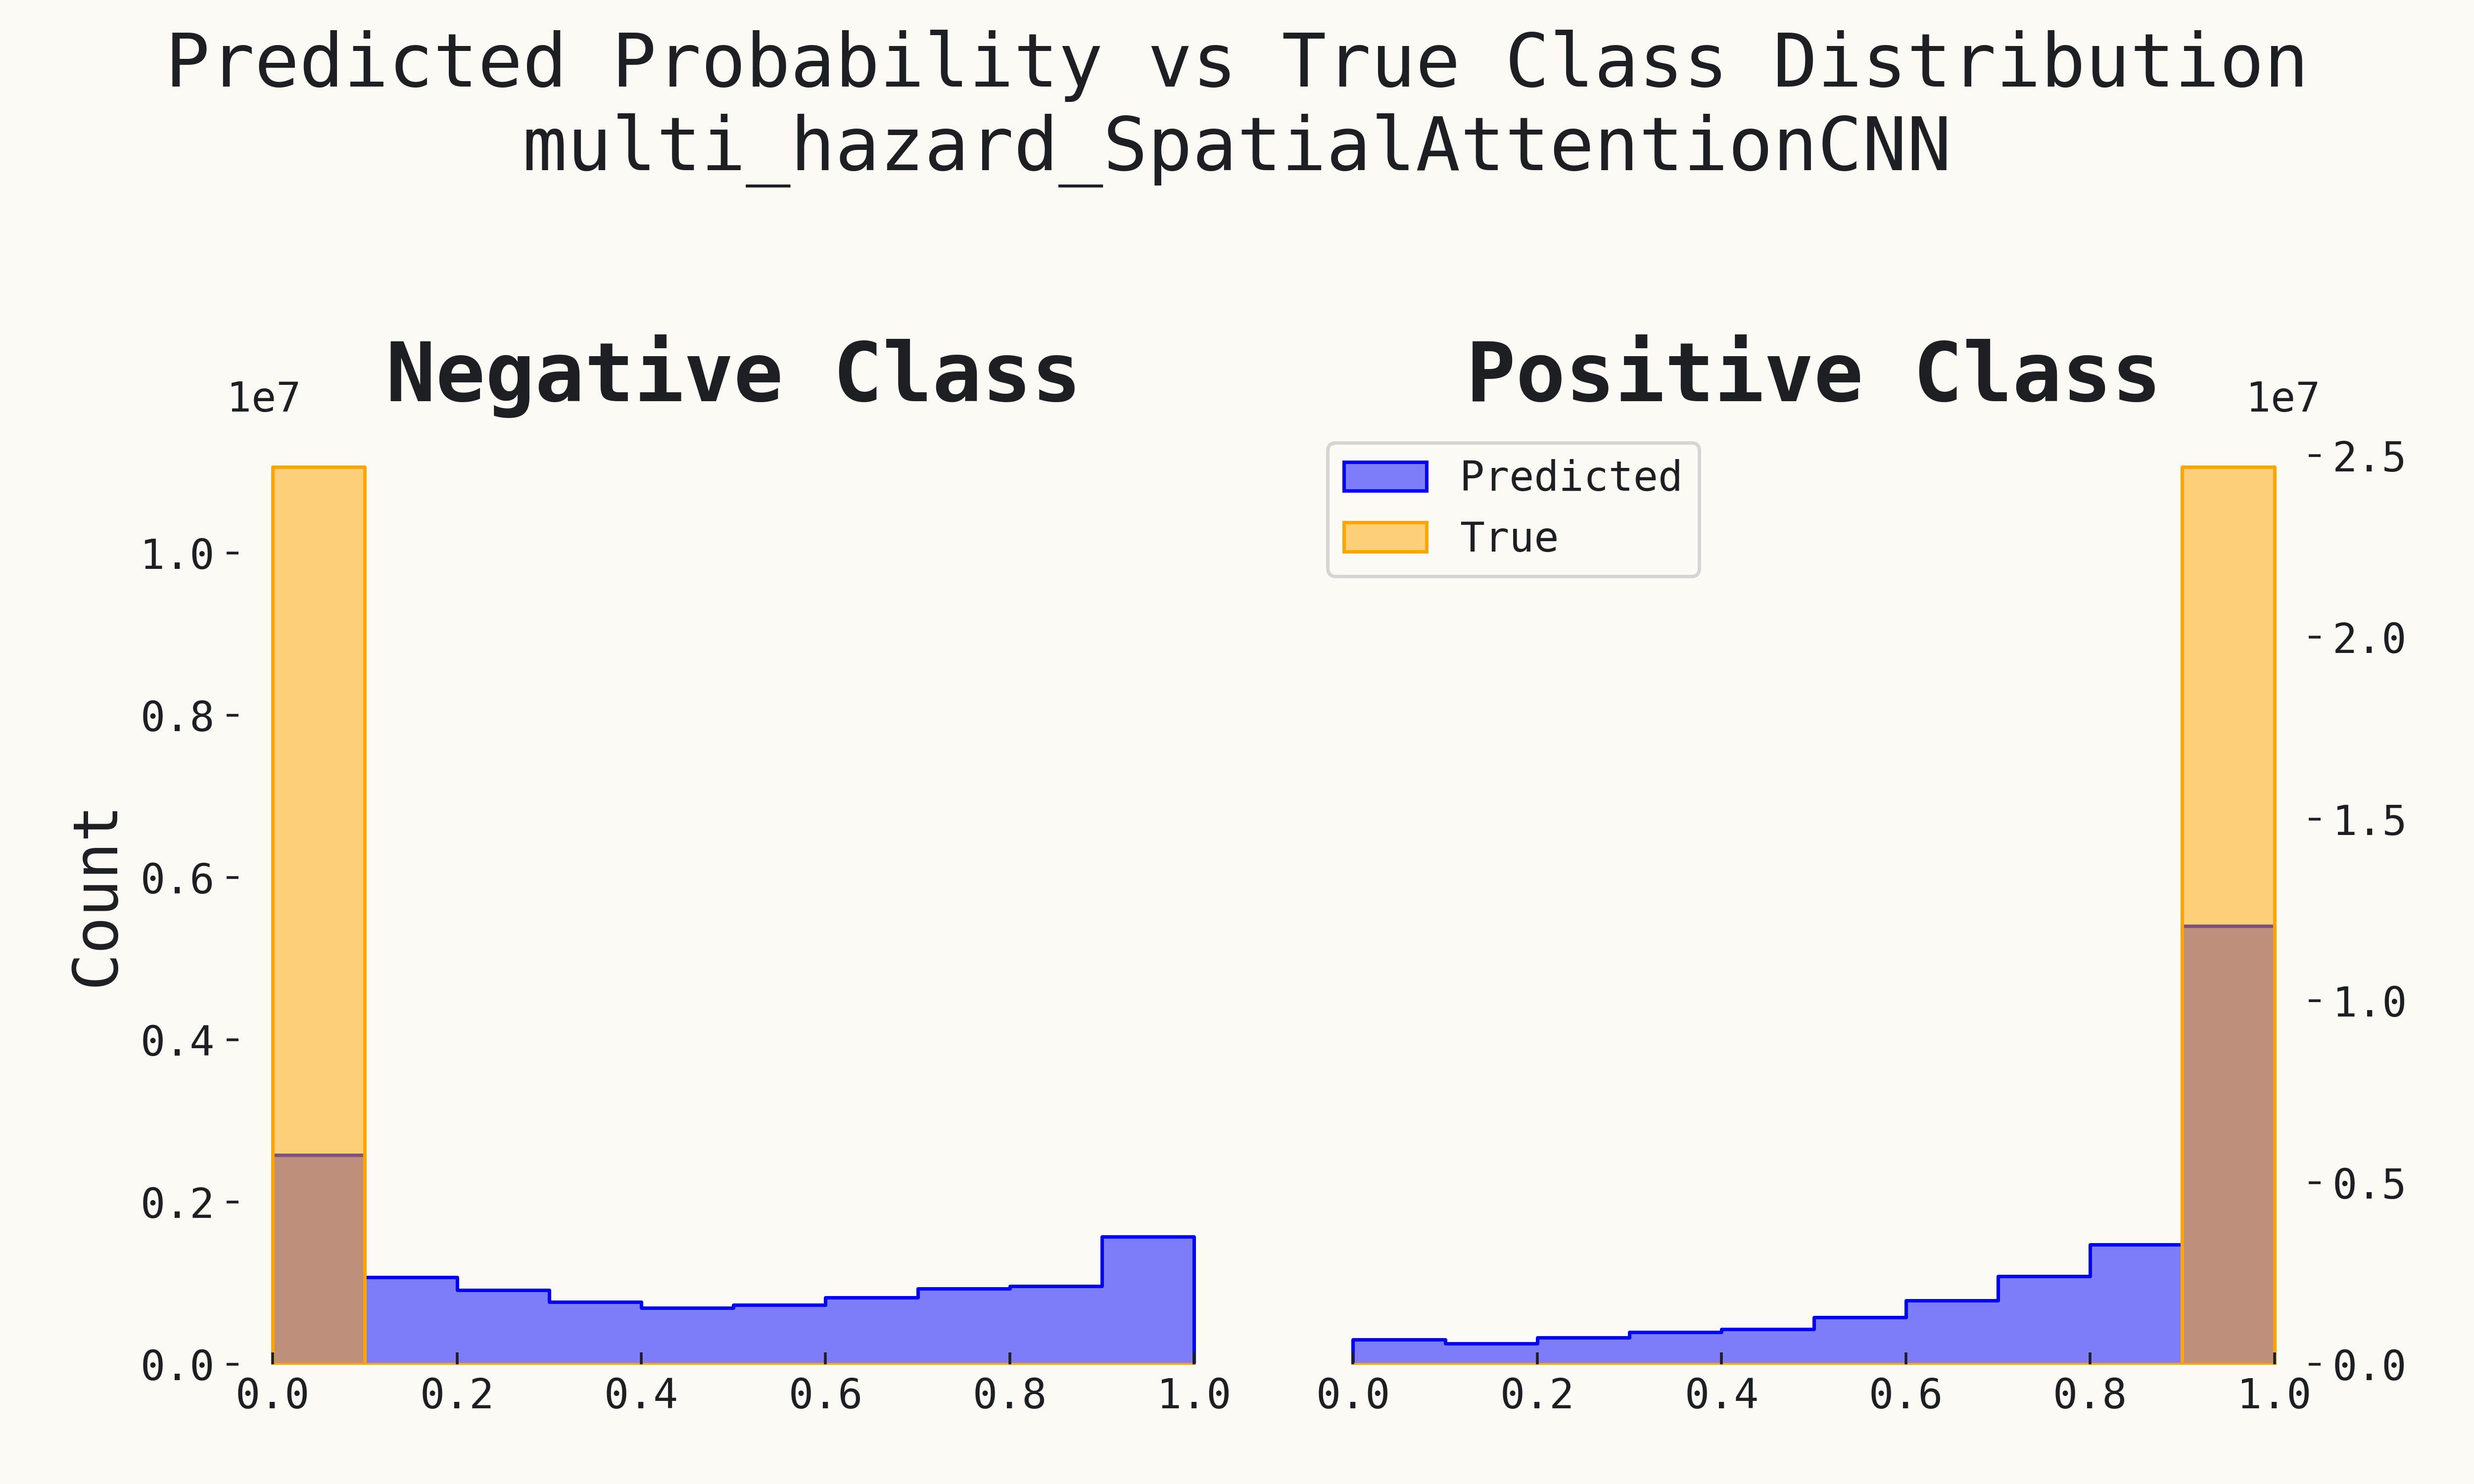 Predicted Probability vs True Class Distribution
multi_hazard_SpatialAttentionCNN
Negative Class
1e7
Count
1.0
0.8
0.6
0.4
0.2
0.0
0.0 0.2 0.4 0.6 0.8 1.0
Positive Class
1e7
Predicted
True
2.5
2.0
1.5
1.0
0.5
0.0
0.0 0.2 0.4 0.6 0.8 1.0